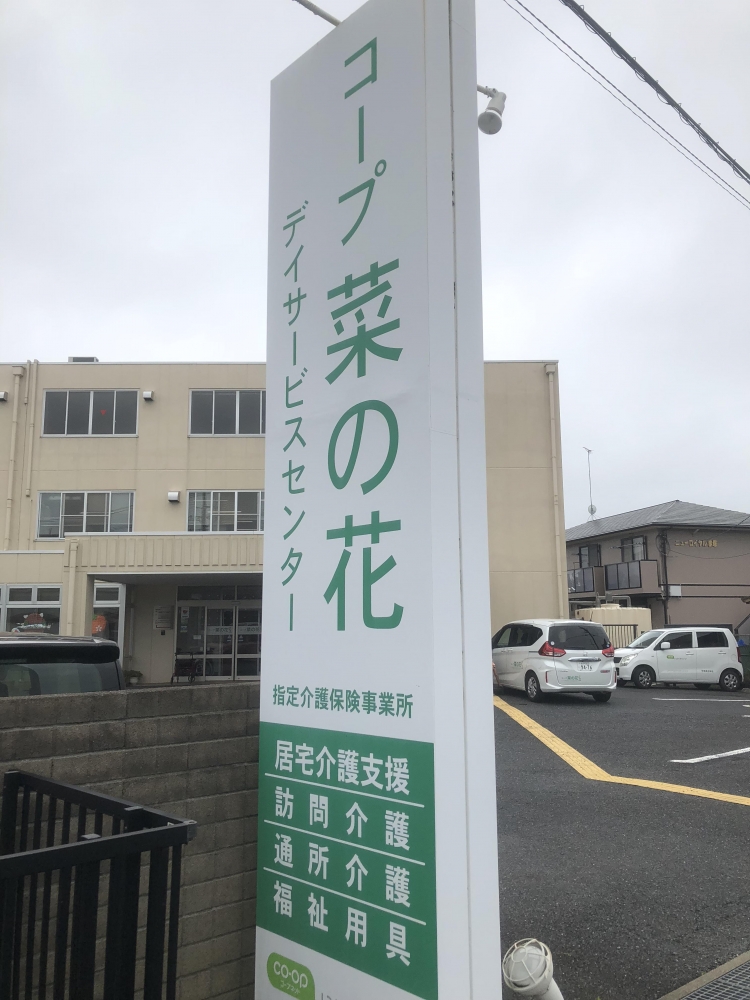 コープ菜の花
デイサービスセンター
指定介護保険事業所
居宅介護支援
訪問介護
通所介護
福祉用具
CO・OP